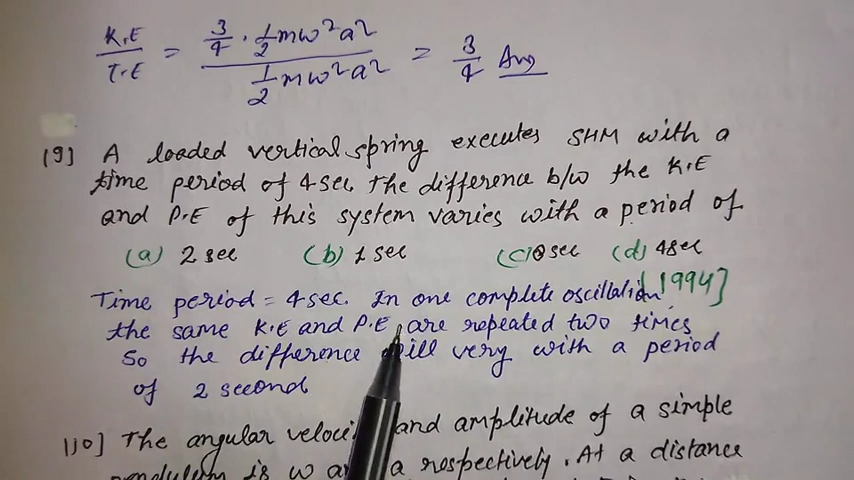 K.E / T.E = 3/4 · 1/2 mω²a² / 1/2 mω²a² = 3/4 Ans
(9) A loaded vertical spring executes SHM with a
time period of 4 sec. The difference b/w the K.E
and P.E of this system varies with a period of
(a) 2 sec (b) 1 sec (c) 8 sec (d) 4 sec
[1994]
Time period = 4 sec. In one complete oscillation,
the same K.E and P.E are repeated two times
So the difference will very with a period
of 2 second
110] The angular and amplitude of a simple
pendulum is ω a respectively. At a distance